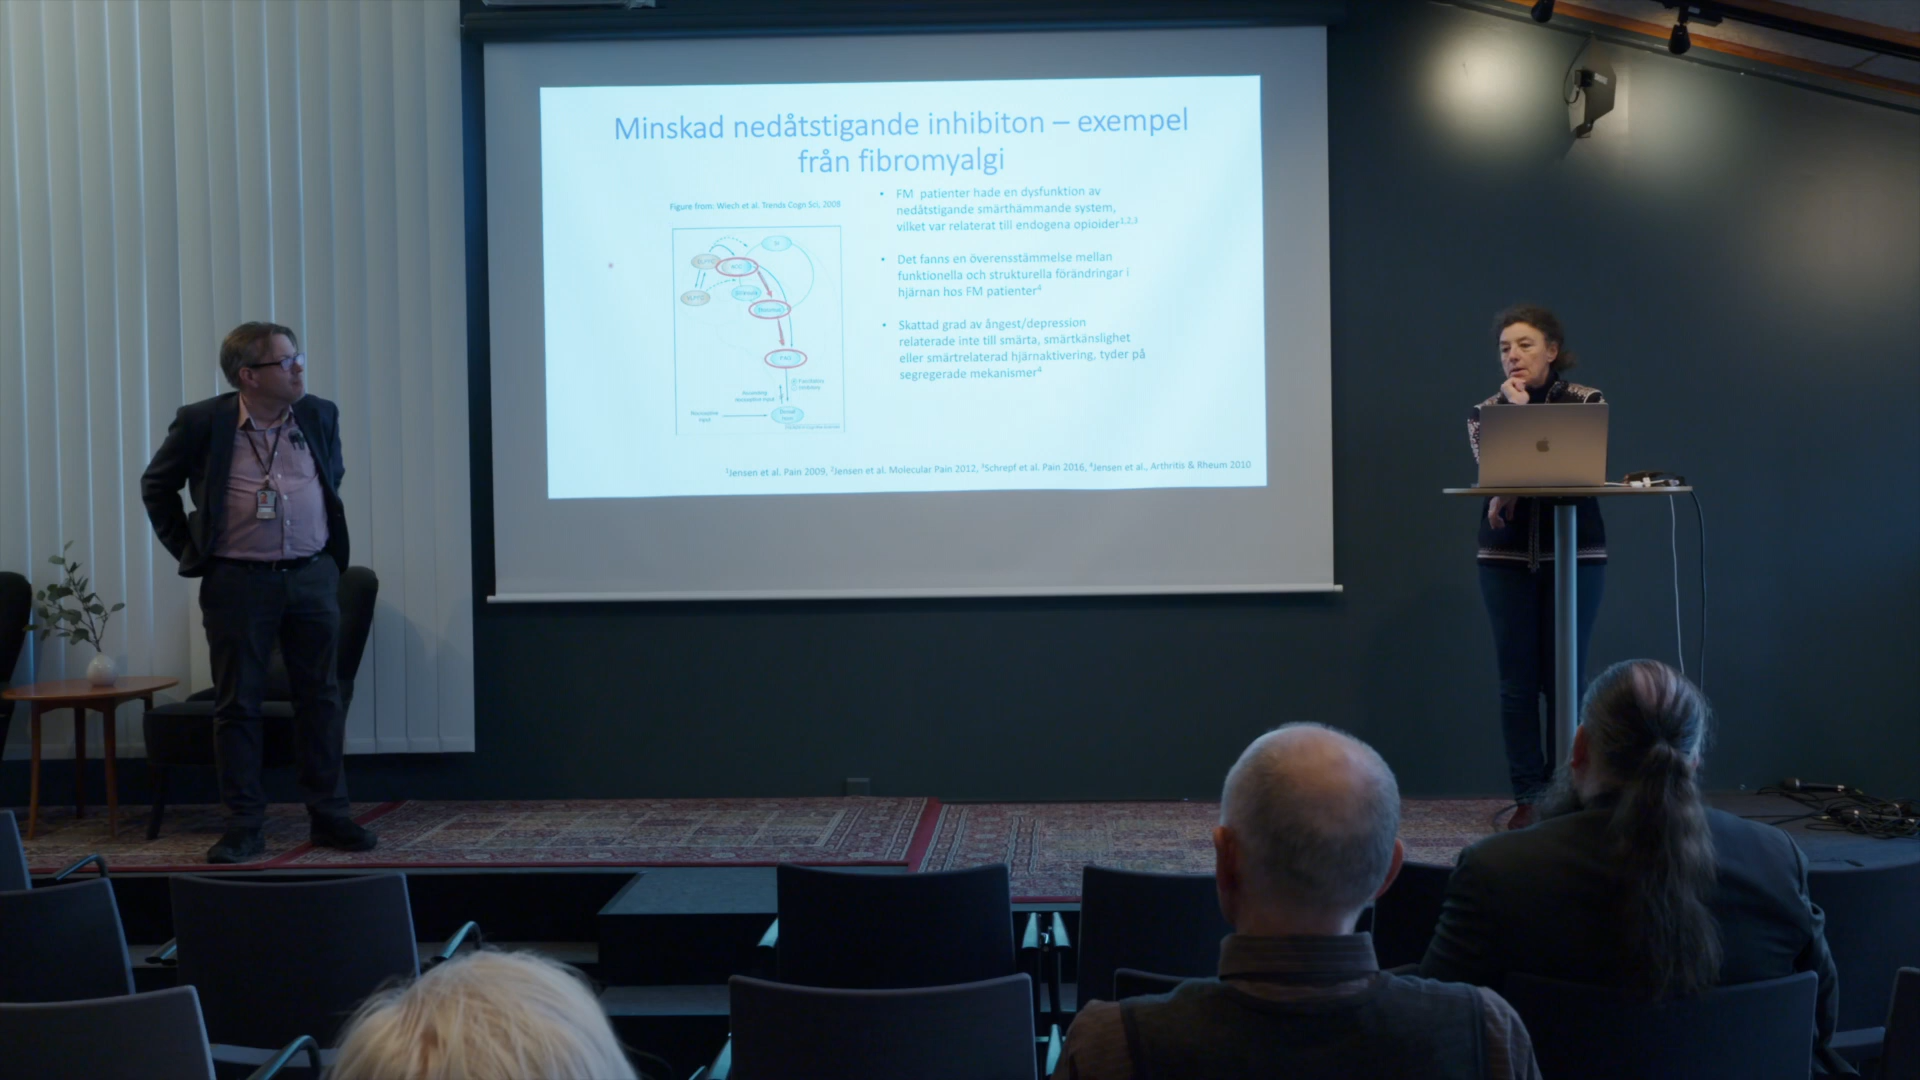 Minskad nedåtstigande inhibiton – exempel
från fibromyalgi
Figure from: Wiech et al. Trends Cogn Sci, 2008
• FM patienter hade en dysfunktion av
nedåtstigande smärthämmande system,
vilket var relaterat till endogena opioider1,2,3
• Det fanns en överensstämmelse mellan
funktionella och strukturella förändringar i
hjärnan hos FM patienter4
• Skattad grad av ångest/depression
relaterade inte till smärta, smärtkänslighet
eller smärtrelaterad hjärnaktivering, tyder på
segregerade mekanismer4
1Jensen et al. Pain 2009, 2Jensen et al. Molecular Pain 2012, 3Schrepf et al. Pain 2016, 4Jensen et al., Arthritis & Rheum 2010